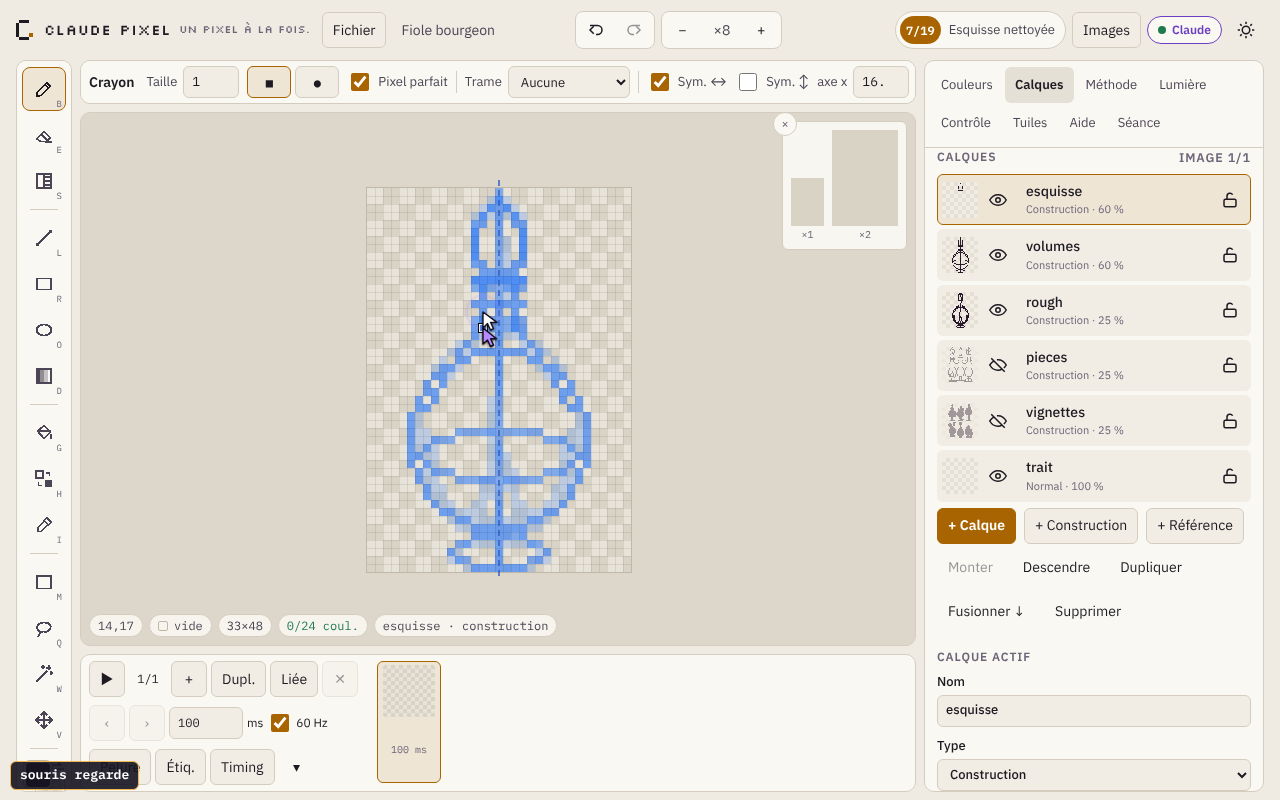 CLAUDE PIXEL UN PIXEL À LA FOIS. Fichier Fiole bourgeon − ×8 + 7/19 Esquisse nettoyée Images Claude
Crayon Taille 1 ■ ● Pixel parfait Trame Aucune Sym. ↔ Sym. ↕ axe x 16.
B
E
S
L
R
O
D
G
H
I
M
Q
W
V
×
×1 ×2
14,17 vide 33×48 0/24 coul. esquisse · construction
1/1 + Dupl. Liée ×
‹ › 100 ms 60 Hz
Étiq. Timing ▼
100 ms
souris regarde
Couleurs Calques Méthode Lumière
Contrôle Tuiles Aide Séance
CALQUES IMAGE 1/1
esquisse
Construction · 60 %
volumes
Construction · 60 %
rough
Construction · 25 %
pieces
Construction · 25 %
vignettes
Construction · 25 %
trait
Normal · 100 %
+ Calque + Construction + Référence
Monter Descendre Dupliquer
Fusionner ↓ Supprimer
CALQUE ACTIF
Nom
esquisse
Type
Construction